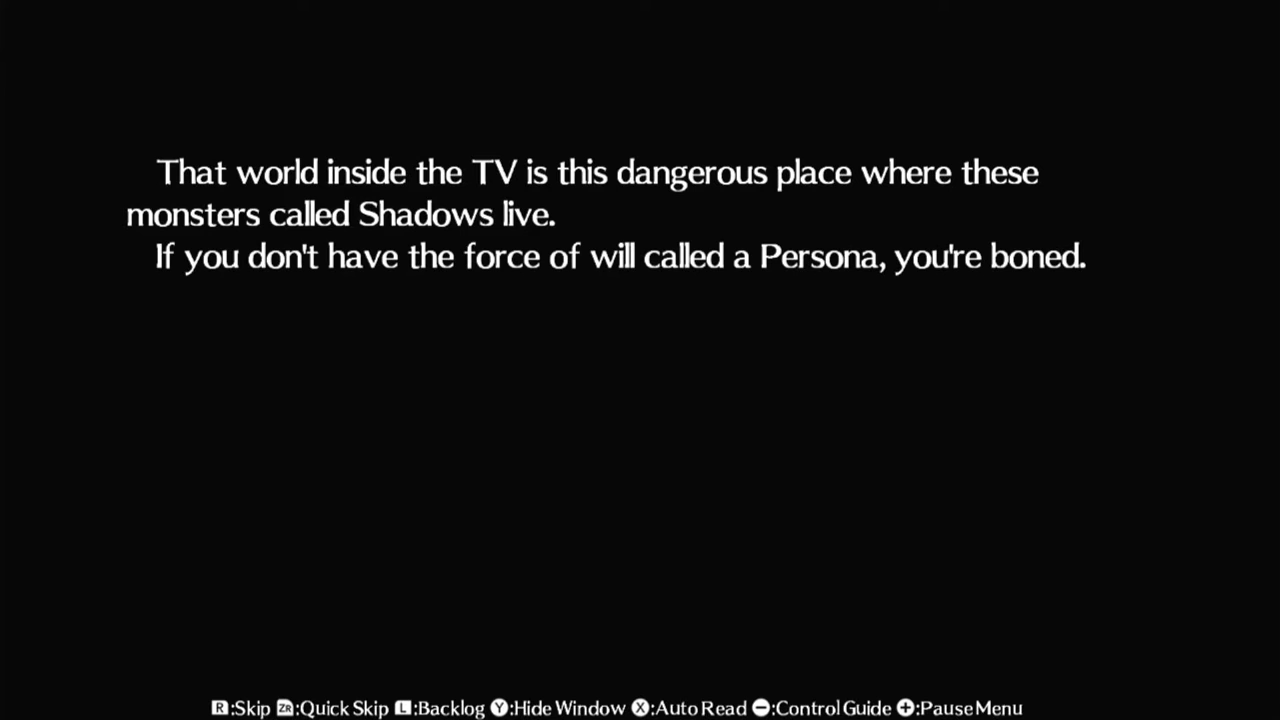 That world inside the TV is this dangerous place where these
monsters called Shadows live.
If you don't have the force of will called a Persona, you're boned.
R:Skip ZR:Quick Skip L:Backlog Y:Hide Window X:Auto Read -:Control Guide +:Pause Menu